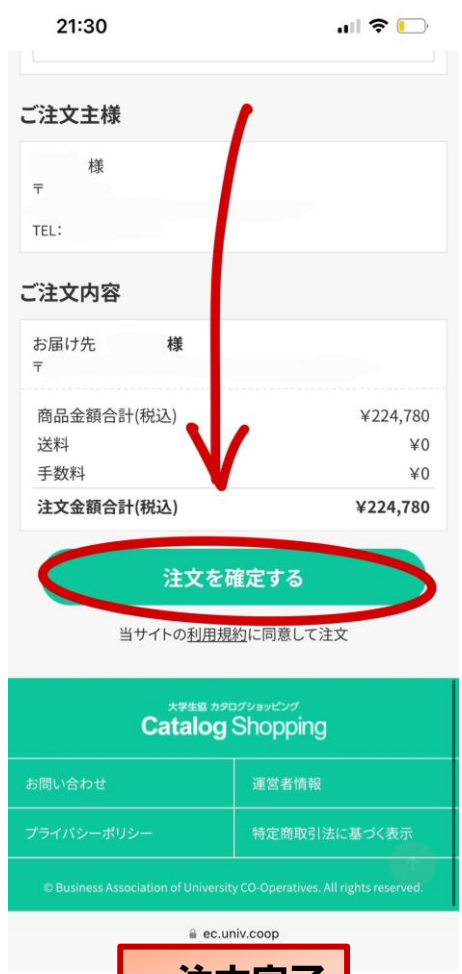 21:30
ご注文主様
様
〒
TEL:
ご注文内容
お届け先 様
〒
商品金額合計(税込) ¥224,780
送料 ¥0
手数料 ¥0
注文金額合計(税込) ¥224,780
注文を確定する
当サイトの利用規約に同意して注文
大学生協 カタログショッピング
Catalog Shopping
お問い合わせ 運営者情報
プライバシーポリシー 特定商取引法に基づく表示
© Business Association of University CO-Operatives. All rights reserved.
ec.univ.coop
注文完了